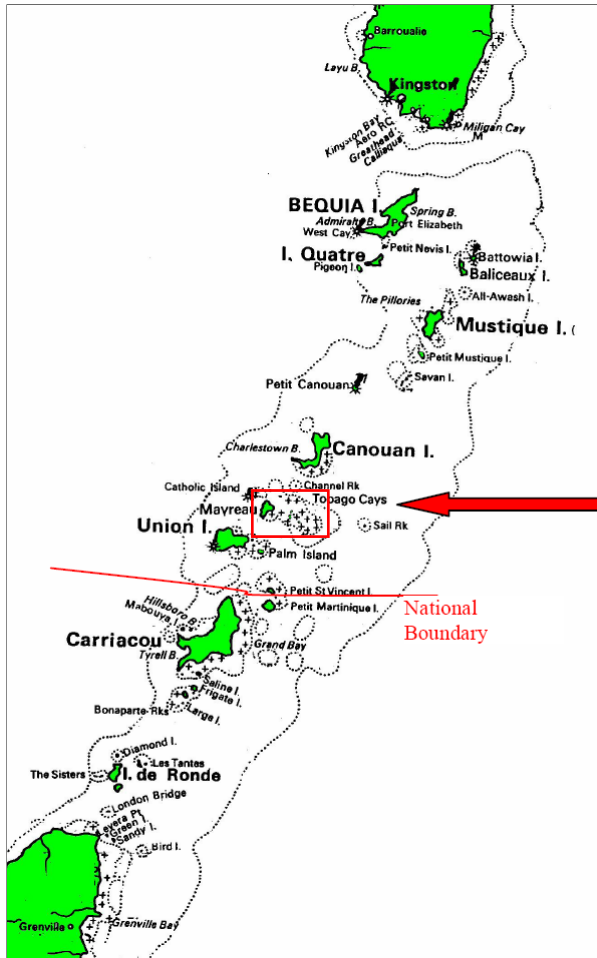 Barroualie
Layu B.
Kingston
Kingston Bay
Aero RC
Greathead
Calliaqua
Milligan Cay
M
BEQUIA I.
Spring B.
Admiralty B.
Port Elizabeth
West Cay
Petit Nevis I.
I. Quatre
Pigeon I.
Battowia I.
Baliceaux I.
All-Awash I.
The Pillories
Mustique I. (
Petit Mustique I.
Savan I.
Petit Canouan
Charlestown B.
Canouan I.
Channel Rk
Catholic Island
Tobago Cays
Mayreau
Union I.
Sail Rk
Palm Island
Petit St Vincent I.
Petit Martinique I.
National
Boundary
Hillsboro B.
Mabouya I.
Carriacou
Tyrell B.
Grand Bay
Saline I.
Frigate I.
Bonaparte Rks
Large I.
Diamond I.
Les Tantes
The Sisters
I. de Ronde
London Bridge
Levera Pt
Green I.
Sandy I.
Bird I.
Grenville
Grenville Bay